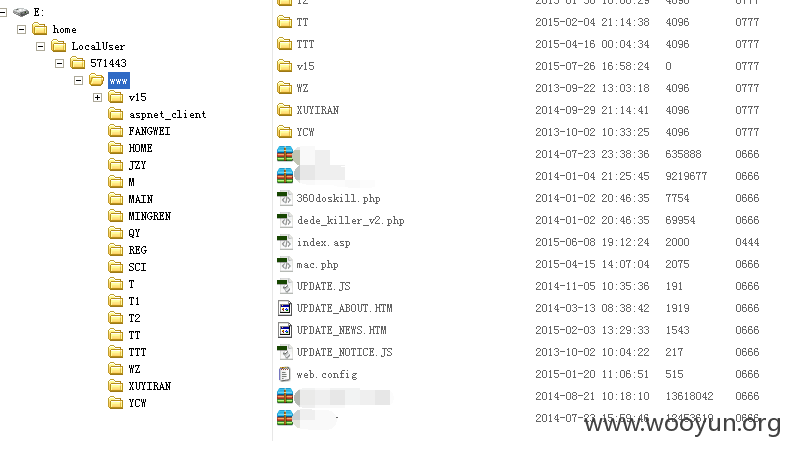 E:
home
LocalUser
571443
www
v15
aspnet_client
FANGWEI
HOME
JZY
M
MAIN
MINGREN
QY
REG
SCI
T
T1
T2
TT
TTT
WZ
XUYIRAN
YCW
TT 2015-02-04 21:14:38 4096 0777
TTT 2015-04-16 00:04:34 4096 0777
v15 2015-07-26 16:58:24 0 0777
WZ 2013-09-22 13:03:18 4096 0777
XUYIRAN 2014-09-29 21:14:41 4096 0777
YCW 2013-10-02 10:33:25 4096 0777
2014-07-23 23:38:36 635888 0666
2014-01-04 21:25:45 9219677 0666
360doskill.php 2014-01-02 20:46:35 7754 0666
dede_killer_v2.php 2014-01-02 20:46:35 69954 0666
index.asp 2015-06-08 19:12:24 2000 0444
mac.php 2015-04-15 14:07:04 2075 0666
UPDATE.JS 2014-11-05 10:35:36 191 0666
UPDATE_ABOUT.HTM 2014-03-13 08:38:42 1919 0666
UPDATE_NEWS.HTM 2015-02-03 13:29:33 1543 0666
UPDATE_NOTICE.JS 2013-10-02 10:04:22 217 0666
web.config 2015-01-20 11:06:51 515 0666
2014-08-21 10:18:10 13618042 0666
2014-07-23 15:59:46 0666
www.wooyun.org